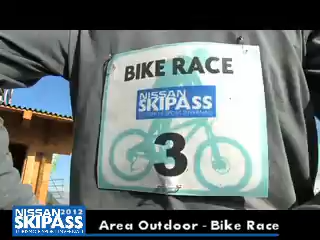 BIKE RACE
NISSAN
SKIPASS
3
NISSAN 2012
SKIPASS
Area Outdoor - Bike Race